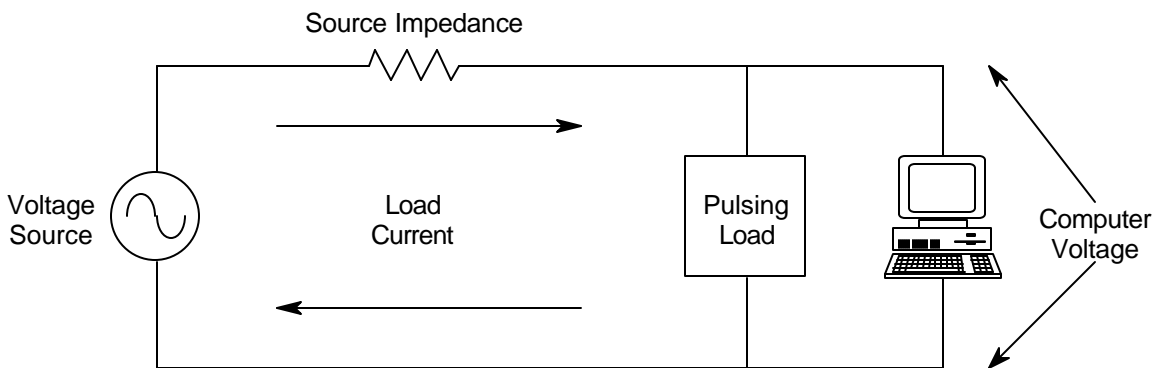 Source Impedance
Voltage
Source
Load
Current
Pulsing
Load
Computer
Voltage